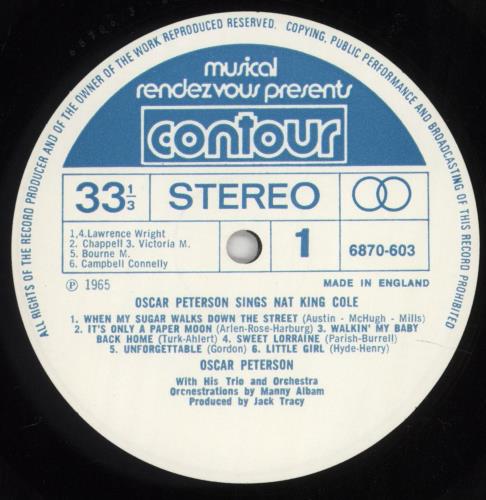 ALL RIGHTS OF THE RECORD PRODUCER AND OF THE OWNER OF THE WORK REPRODUCED RESERVED. COPYING, PUBLIC PERFORMANCE AND BROADCASTING OF THIS RECORD PROHIBITED
musical
rendezvous presents
contour
33 1/3
STEREO
1,4.Lawrence Wright
2. Chappell 3. Victoria M.
5. Bourne M.
6. Campbell Connelly
1
6870-603
Ⓟ 1965
MADE IN ENGLAND
OSCAR PETERSON SINGS NAT KING COLE
1. WHEN MY SUGAR WALKS DOWN THE STREET (Austin - McHugh - Mills)
2. IT'S ONLY A PAPER MOON (Arlen-Rose-Harburg) 3. WALKIN' MY BABY
BACK HOME (Turk-Ahlert) 4. SWEET LORRAINE (Parish-Burrell)
5. UNFORGETTABLE (Gordon) 6. LITTLE GIRL (Hyde-Henry)
OSCAR PETERSON
With His Trio and Orchestra
Orcnestrations by Manny Albam
Produced by Jack Tracy